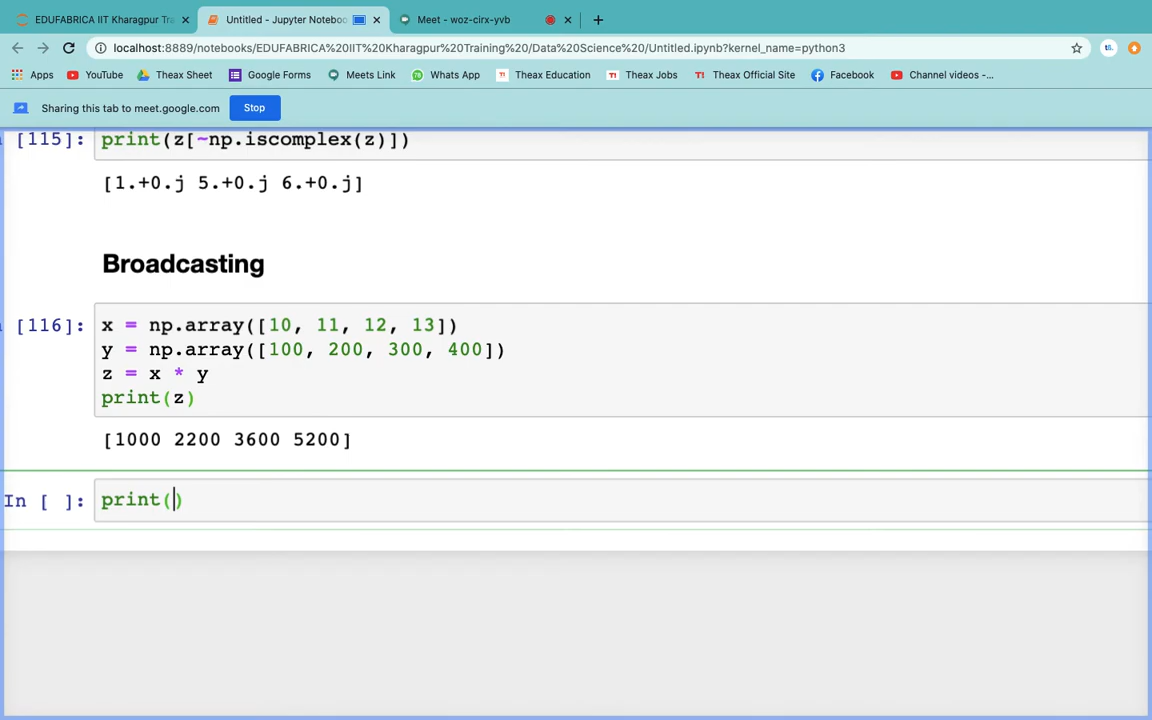 EDUFABRICA IIT Kharagpur Tra
Untitled - Jupyter Noteboo
Meet - woz-cirx-yvb
localhost:8889/notebooks/EDUFABRICA%20IIT%20Kharagpur%20Training%20/Data%20Science%20/Untitled.ipynb?kernel_name=python3
Apps YouTube Theax Sheet Google Forms Meets Link Whats App Theax Education Theax Jobs Theax Official Site Facebook Channel videos -...
Sharing this tab to meet.google.com Stop
[115]: print(z[~np.iscomplex(z)])
[1.+0.j 5.+0.j 6.+0.j]
Broadcasting
[116]: x = np.array([10, 11, 12, 13])
y = np.array([100, 200, 300, 400])
z = x * y
print(z)
[1000 2200 3600 5200]
In [ ]: print()